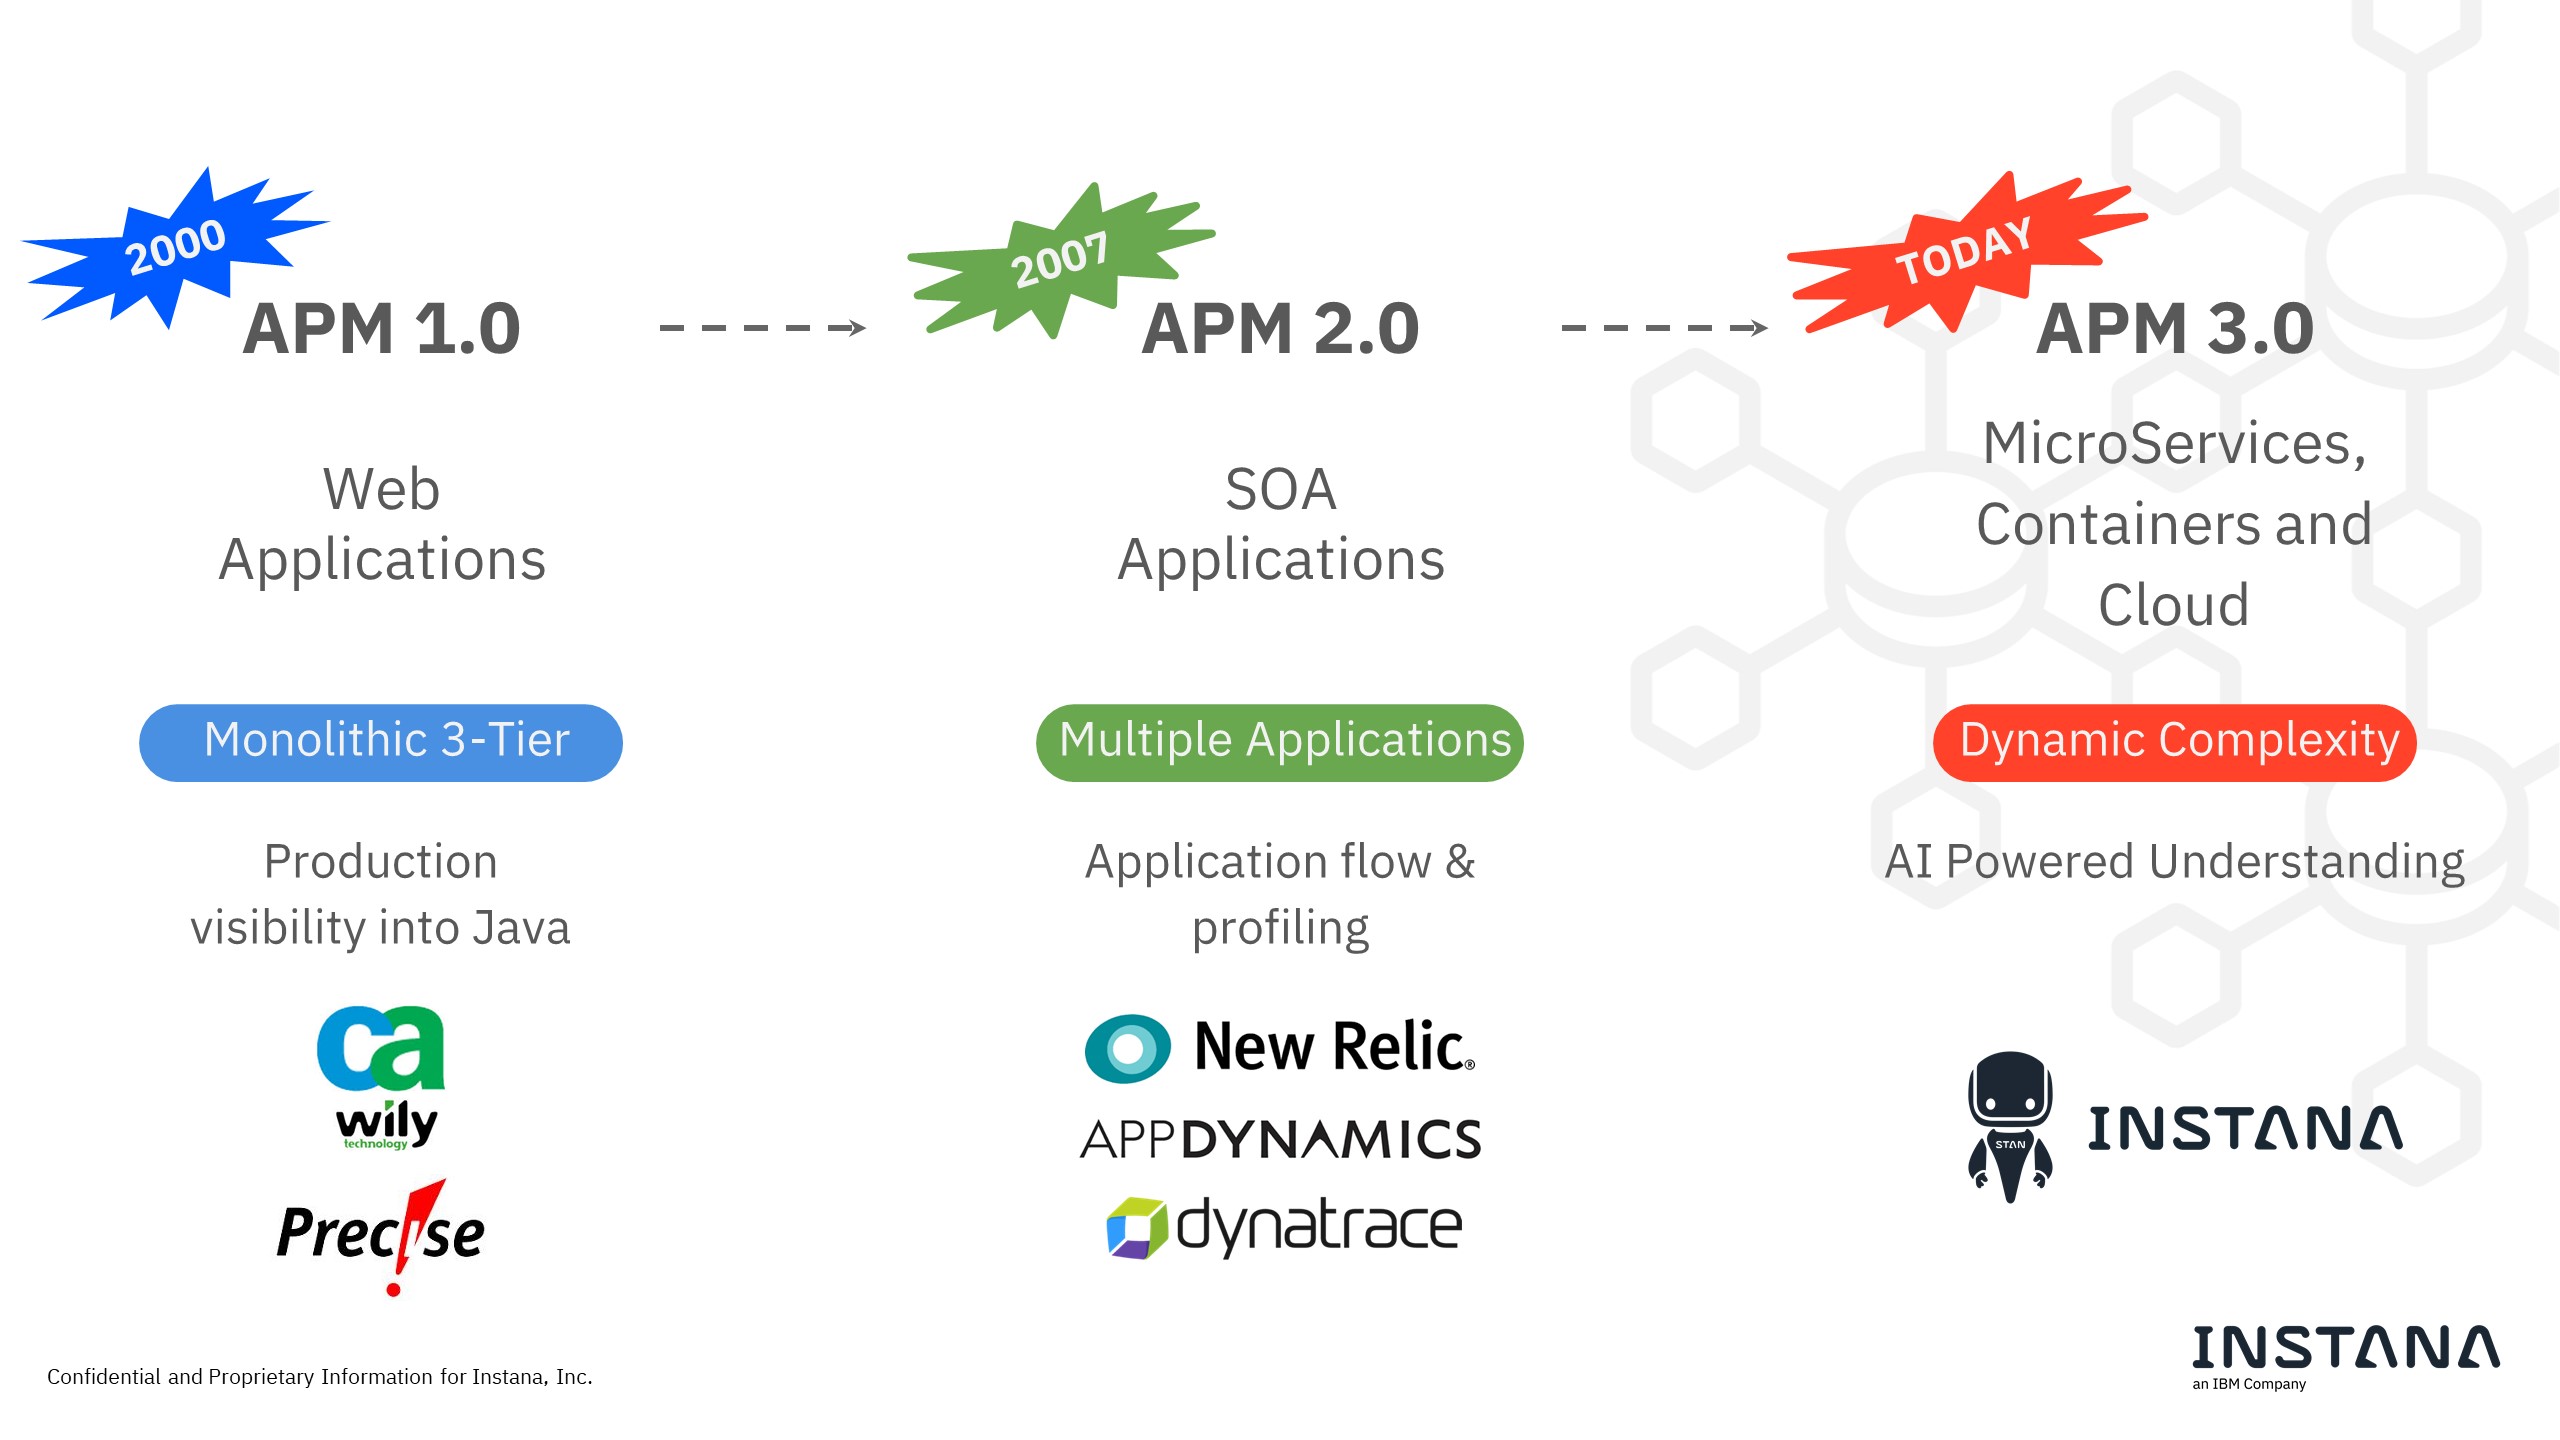 2000
APM 1.0
Web
Applications
Monolithic 3-Tier
Production
visibility into Java
ca
wily
technology
Precise
2007
APM 2.0
SOA
Applications
Multiple Applications
Application flow &
profiling
New Relic®
APPDYNAMICS
dynatrace
TODAY
APM 3.0
MicroServices,
Containers and
Cloud
Dynamic Complexity
AI Powered Understanding
STAN
INSTANA
Confidential and Proprietary Information for Instana, Inc.
INSTANA
an IBM Company